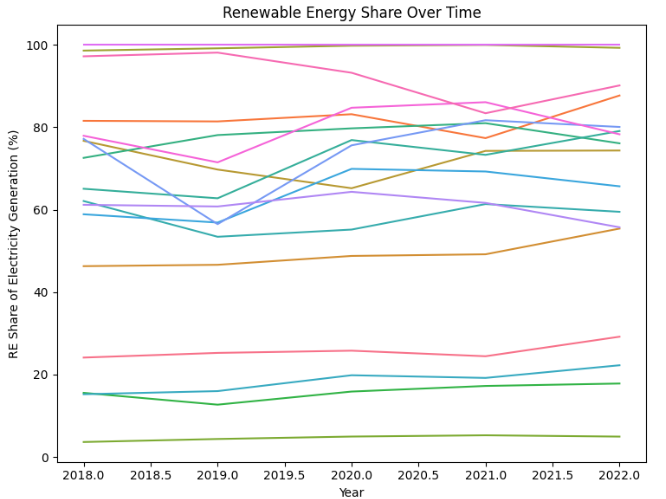 Renewable Energy Share Over Time
RE Share of Electricity Generation (%)
100
80
60
40
20
0
2018.0 2018.5 2019.0 2019.5 2020.0 2020.5 2021.0 2021.5 2022.0
Year